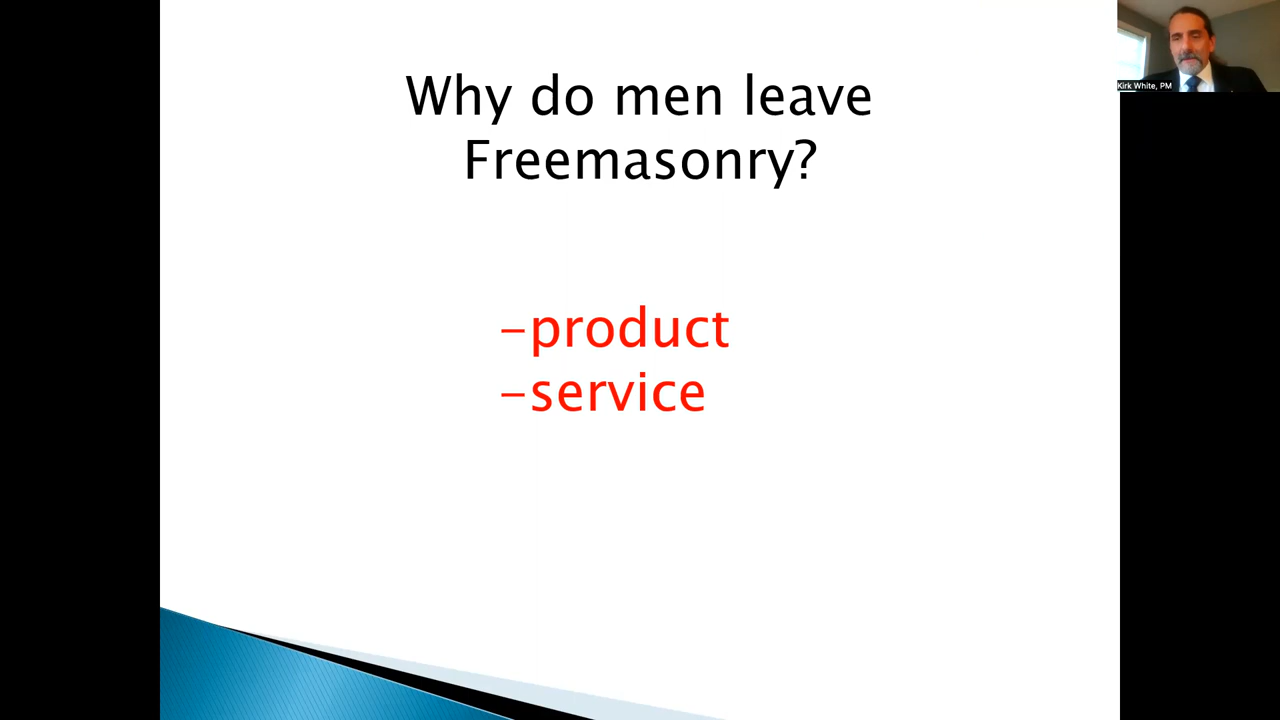 Why do men leave
Freemasonry?
-product
-service
Kirk White, PM